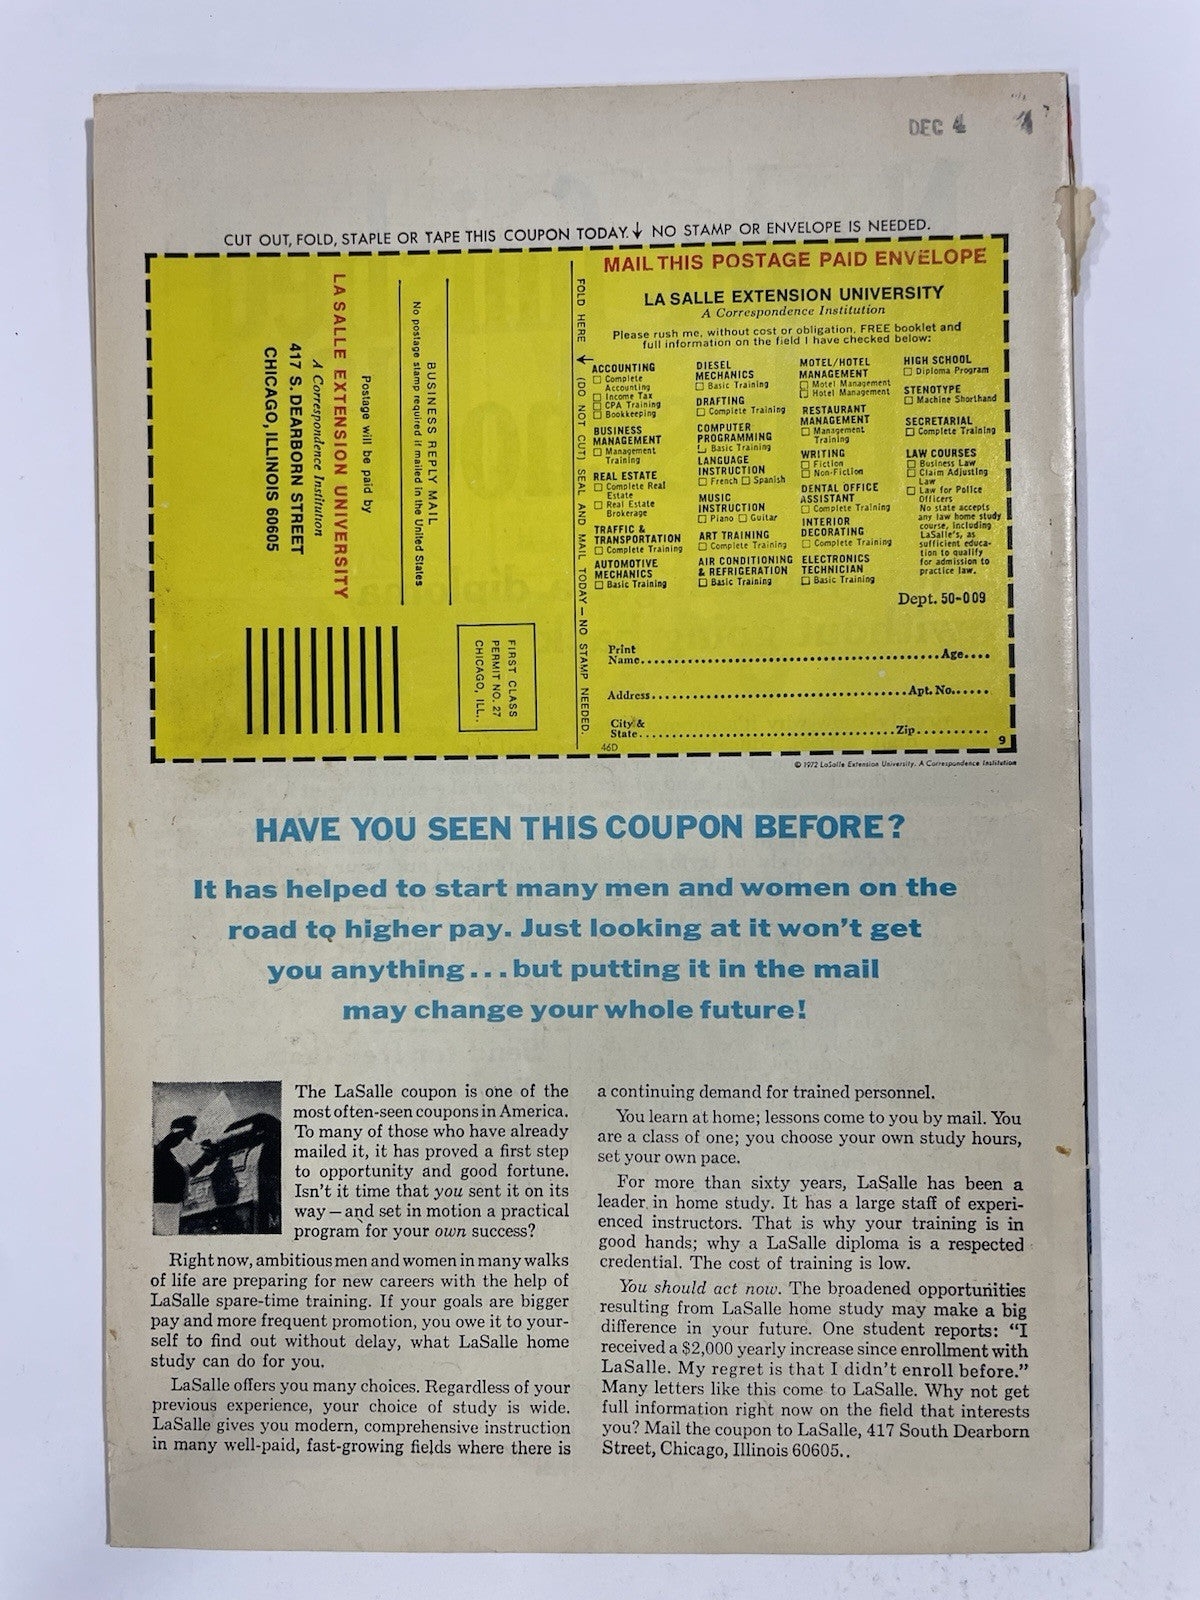 DEC 4
CUT OUT, FOLD, STAPLE OR TAPE THIS COUPON TODAY. ↓ NO STAMP OR ENVELOPE IS NEEDED.
LA SALLE EXTENSION UNIVERSITY
A Correspondence Institution
417 S. DEARBORN STREET
CHICAGO, ILLINOIS 60605
Postage will be paid by
BUSINESS REPLY MAIL
No postage stamp required if mailed in the United States
FIRST CLASS
PERMIT NO. 27
CHICAGO, ILL..
FOLD HERE ↓ (DO NOT CUT) SEAL AND MAIL TODAY—NO STAMP NEEDED.
MAIL THIS POSTAGE PAID ENVELOPE
LA SALLE EXTENSION UNIVERSITY
A Correspondence Institution
Please rush me, without cost or obligation, FREE booklet and
full information on the field I have checked below:
ACCOUNTING
☐ Complete
Accounting
☐ Income Tax
☐ CPA Training
☐ Bookkeeping
BUSINESS
MANAGEMENT
☐ Management
Training
REAL ESTATE
☐ Complete Real
Estate
☐ Real Estate
Brokerage
TRAFFIC &
TRANSPORTATION
☐ Complete Training
AUTOMOTIVE
MECHANICS
☐ Basic Training
DIESEL
MECHANICS
☐ Basic Training
DRAFTING
☐ Complete Training
COMPUTER
PROGRAMMING
☐ Basic Training
LANGUAGE
INSTRUCTION
☐ French ☐ Spanish
MUSIC
INSTRUCTION
☐ Piano ☐ Guitar
ART TRAINING
☐ Complete Training
AIR CONDITIONING
& REFRIGERATION
☐ Basic Training
MOTEL/HOTEL
MANAGEMENT
☐ Motel Management
☐ Hotel Management
RESTAURANT
MANAGEMENT
☐ Management
Training
WRITING
☐ Fiction
☐ Non-Fiction
DENTAL OFFICE
ASSISTANT
☐ Complete Training
INTERIOR
DECORATING
☐ Complete Training
ELECTRONICS
TECHNICIAN
☐ Basic Training
HIGH SCHOOL
☐ Diploma Program
STENOTYPE
☐ Machine Shorthand
SECRETARIAL
☐ Complete Training
LAW COURSES
☐ Business Law
☐ Claim Adjusting
Law
☐ Law for Police
Officers
No state accepts
any law home study
course, including
LaSalle's, as
sufficient educa-
tion to qualify
for admission to
practice law.
Dept. 50-009
Print
Name........Age....
Address........Apt. No......
City &
State........Zip..........
46D
9
© 1972 LaSalle Extension University. A Correspondence Institution
HAVE YOU SEEN THIS COUPON BEFORE?
It has helped to start many men and women on the
road to higher pay. Just looking at it won't get
you anything...but putting it in the mail
may change your whole future!
The LaSalle coupon is one of the
most often-seen coupons in America.
To many of those who have already
mailed it, it has proved a first step
to opportunity and good fortune.
Isn't it time that you sent it on its
way—and set in motion a practical
program for your own success?
Right now, ambitious men and women in many walks
of life are preparing for new careers with the help of
LaSalle spare-time training. If your goals are bigger
pay and more frequent promotion, you owe it to your-
self to find out without delay, what LaSalle home
study can do for you.
LaSalle offers you many choices. Regardless of your
previous experience, your choice of study is wide.
LaSalle gives you modern, comprehensive instruction
in many well-paid, fast-growing fields where there is
a continuing demand for trained personnel.
You learn at home; lessons come to you by mail. You
are a class of one; you choose your own study hours,
set your own pace.
For more than sixty years, LaSalle has been a
leader in home study. It has a large staff of experi-
enced instructors. That is why your training is in
good hands; why a LaSalle diploma is a respected
credential. The cost of training is low.
You should act now. The broadened opportunities
resulting from LaSalle home study may make a big
difference in your future. One student reports: "I
received a $2,000 yearly increase since enrollment with
LaSalle. My regret is that I didn't enroll before."
Many letters like this come to LaSalle. Why not get
full information right now on the field that interests
you? Mail the coupon to LaSalle, 417 South Dearborn
Street, Chicago, Illinois 60605..